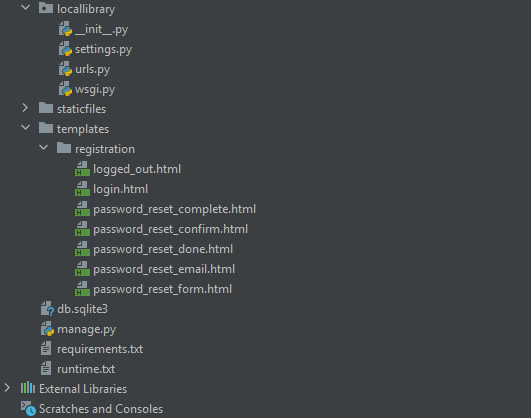 locallibrary
__init__.py
settings.py
urls.py
wsgi.py
staticfiles
templates
registration
logged_out.html
login.html
password_reset_complete.html
password_reset_confirm.html
password_reset_done.html
password_reset_email.html
password_reset_form.html
db.sqlite3
manage.py
requirements.txt
runtime.txt
External Libraries
Scratches and Consoles